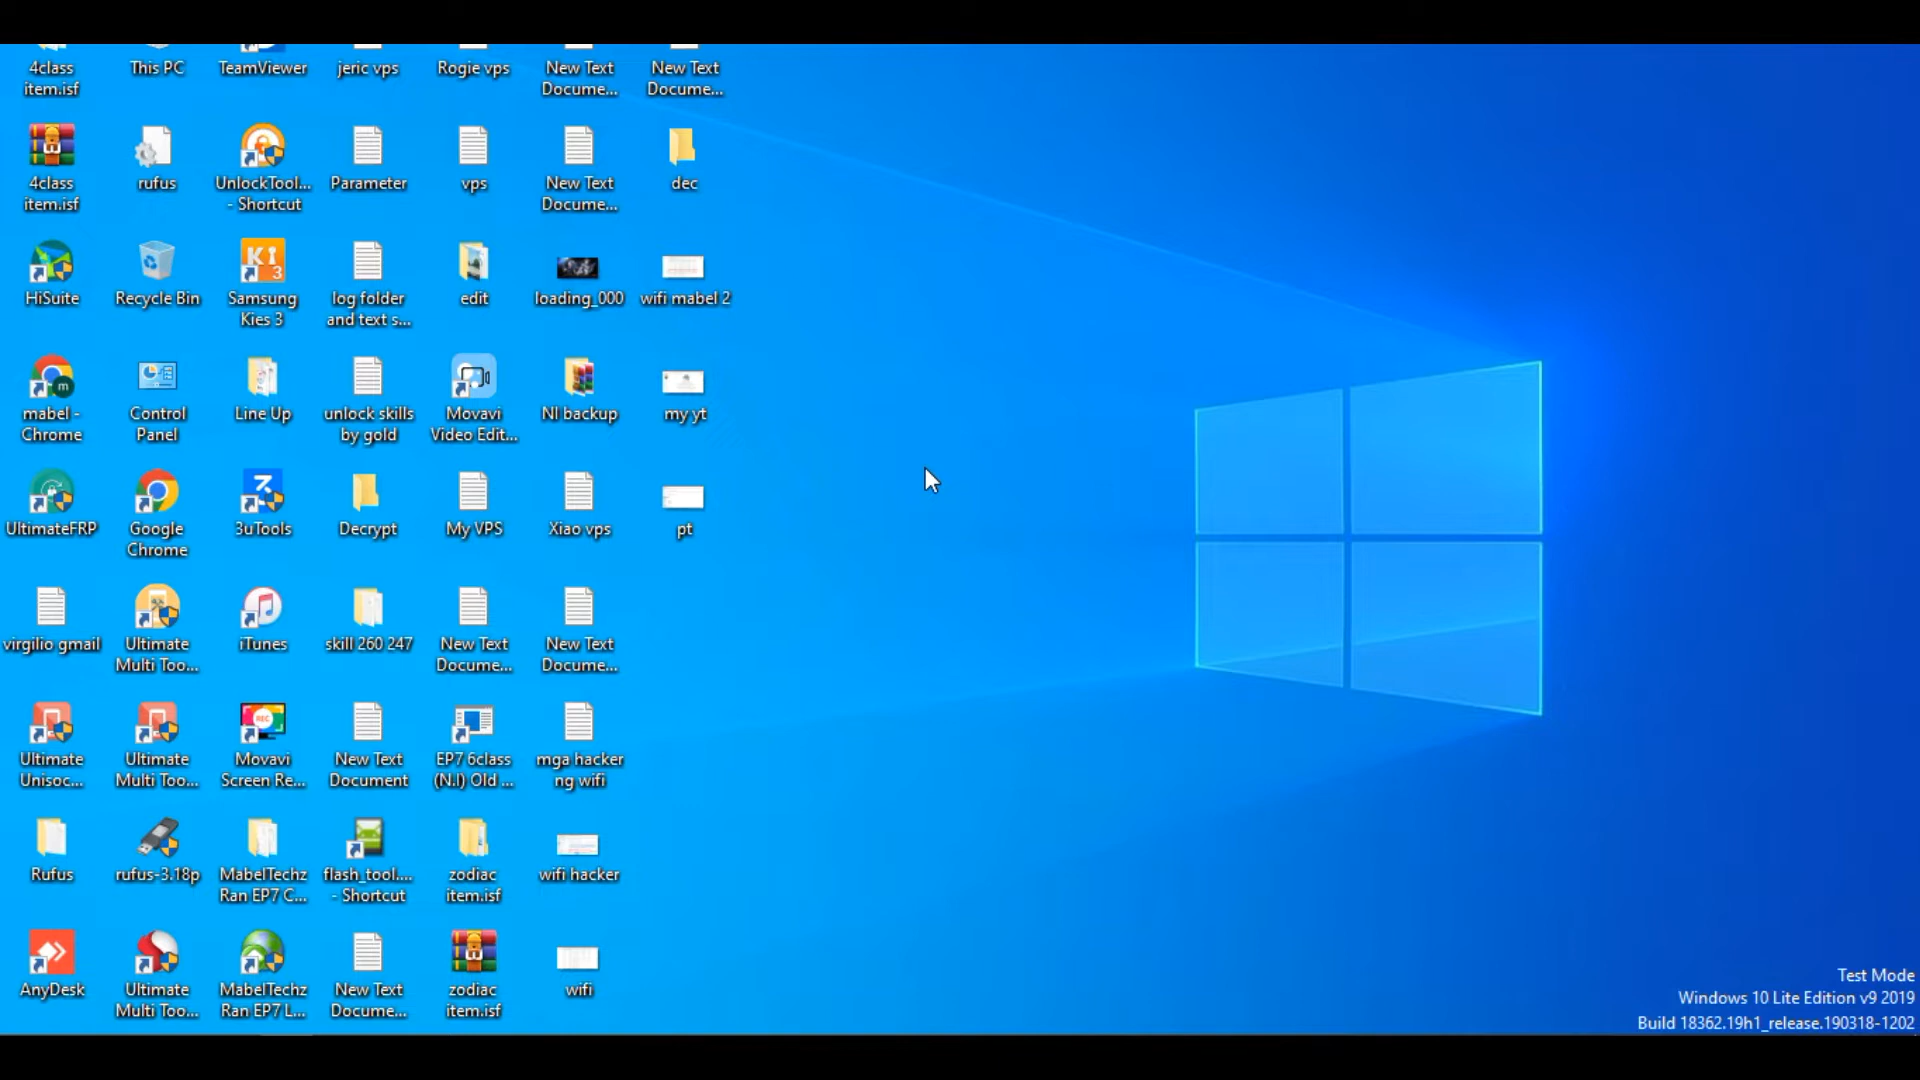 4class
item.isf
This PC
TeamViewer
jeric vps
Rogie vps
New Text
Docume...
New Text
Docume...
4class
item.isf
rufus
UnlockTool...
- Shortcut
Parameter
vps
New Text
Docume...
dec
HiSuite
Recycle Bin
Ki
3
Samsung
Kies 3
log folder
and text s...
edit
loading_000
wifi mabel 2
m
mabel -
Chrome
Control
Panel
Line Up
unlock skills
by gold
Movavi
Video Edit...
NI backup
my yt
UltimateFRP
Google
Chrome
3uTools
Decrypt
My VPS
Xiao vps
pt
virgilio gmail
Ultimate
Multi Too...
iTunes
skill 260 247
New Text
Docume...
New Text
Docume...
Ultimate
Unisoc...
Ultimate
Multi Too...
REC
Movavi
Screen Re...
New Text
Document
EP7 6class
(N.I) Old ...
mga hacker
ng wifi
Rufus
rufus-3.18p
MabelTechz
Ran EP7 C...
flash_tool....
- Shortcut
zodiac
item.isf
wifi hacker
AnyDesk
Ultimate
Multi Too...
MabelTechz
Ran EP7 L...
New Text
Docume...
zodiac
item.isf
wifi
Test Mode
Windows 10 Lite Edition v9 2019
Build 18362.19h1_release.190318-1202